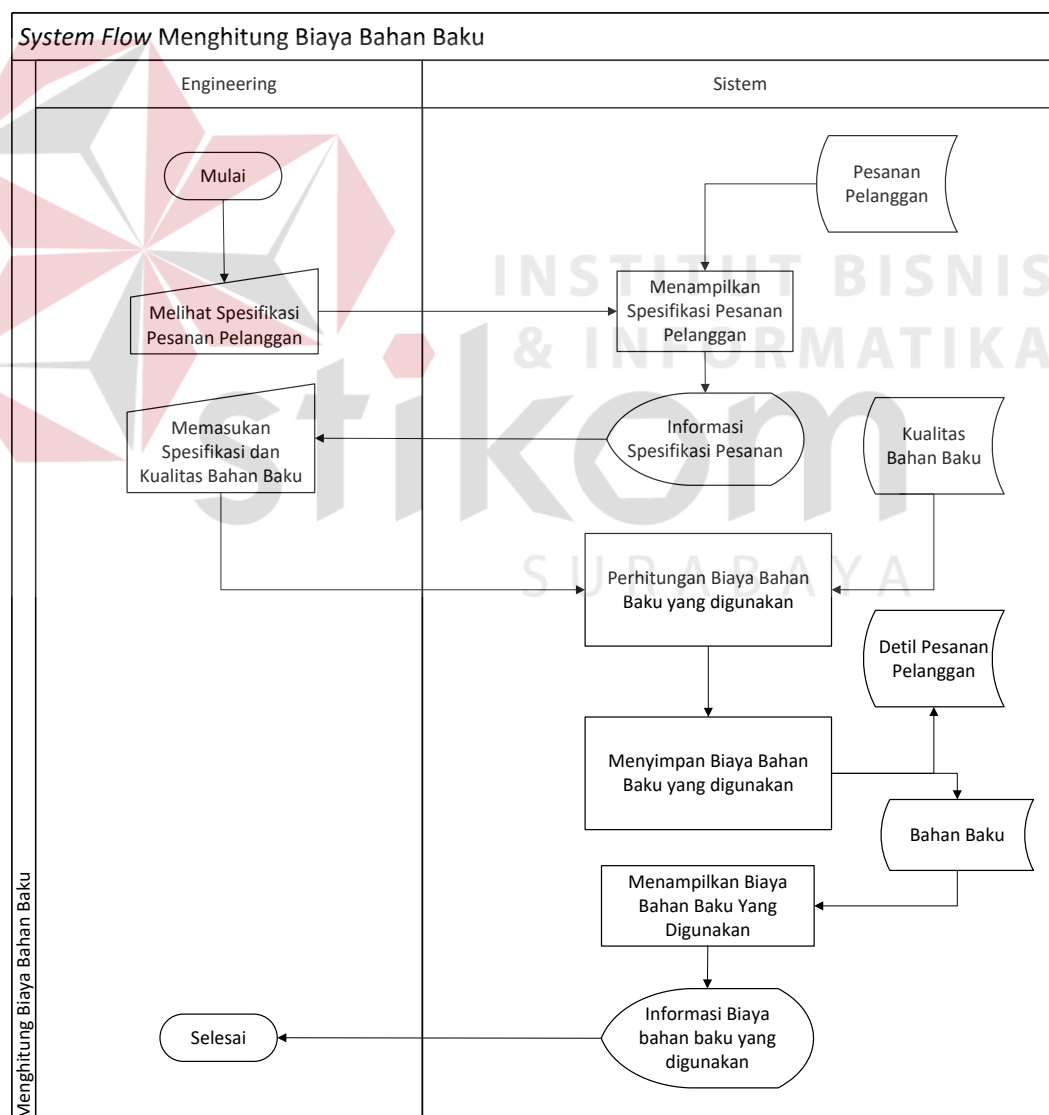 System Flow Menghitung Biaya Bahan Baku
Engineering
Sistem
Mulai
Pesanan
Pelanggan
Melihat Spesifikasi
Pesanan Pelanggan
Menampilkan
Spesifikasi Pesanan
Pelanggan
INSTITUT BISNIS
& INFORMATIKA
stikom
SURABAYA
Memasukan
Spesifikasi dan
Kualitas Bahan Baku
Informasi
Spesifikasi Pesanan
Kualitas
Bahan Baku
Perhitungan Biaya Bahan
Baku yang digunakan
Detil Pesanan
Pelanggan
Menyimpan Biaya Bahan
Baku yang digunakan
Bahan Baku
Menampilkan Biaya
Bahan Baku Yang
Digunakan
Informasi Biaya
bahan baku yang
digunakan
Selesai
Menghitung Biaya Bahan Baku